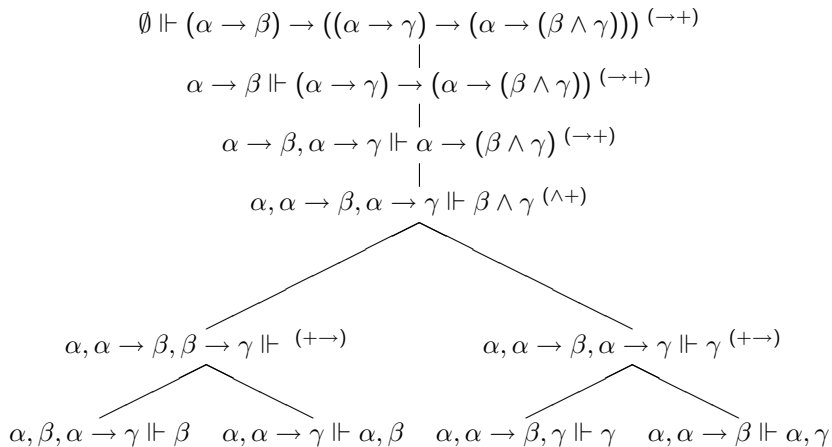 ∅ ⊩ (α → β) → ((α → γ) → (α → (β ∧ γ))) (→+)
α → β ⊩ (α → γ) → (α → (β ∧ γ)) (→+)
α → β, α → γ ⊩ α → (β ∧ γ) (→+)
α, α → β, α → γ ⊩ β ∧ γ (∧+)
α, α → β, β → γ ⊩ (+→) α, α → β, α → γ ⊩ γ (+→)
α, β, α → γ ⊩ β α, α → γ ⊩ α, β α, α → β, γ ⊩ γ α, α → β ⊩ α, γ